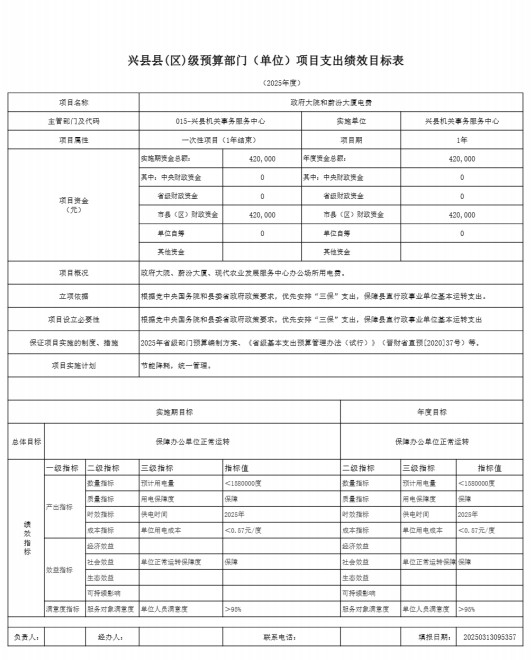 兴县县(区)级预算部门（单位）项目支出绩效目标表
（2025年度）
项目名称 政府大院和蔚汾大厦电费
主管部门及代码 015-兴县机关事务服务中心 实施单位 兴县机关事务服务中心
项目属性 一次性项目（1年结束） 项目期 1年
项目资金（元） 实施期资金总额： 420,000 年度资金总额： 420,000
其中：中央财政资金 0 其中：中央财政资金 0
省级财政资金 0 省级财政资金 0
市县（区）财政资金 420,000 市县（区）财政资金 420,000
单位自筹 0 单位自筹 0
其他资金 其他资金
项目概况 政府大院、蔚汾大厦、现代农业发展服务中心办公场所用电费。
立项依据 根据党中央国务院和县委省政府政策要求，优先安排“三保”支出，保障县直行政事业单位基本运转支出。
项目设立必要性 根据党中央国务院和县委省政府政策要求，优先安排“三保”支出，保障县直行政事业单位基本运转支出
保证项目实施的制度、措施 2025年省级部门预算编制方案、《省级基本支出预算管理办法（试行）》（晋财省直预[2020]37号）等。
项目实施计划 节能降耗，统一管理。
实施期目标 年度目标
总体目标 保障办公单位正常运转 保障办公单位正常运转
绩效指标 一级指标 二级指标 三级指标 指标值 二级指标 三级指标 指标值
产出指标 数量指标 预计用电量 <1580000度 数量指标 预计用电量 <1580000度
质量指标 用电保障度 保障 质量指标 用电保障度 保障
时效指标 供电时间 2025年 时效指标 供电时间 2025年
成本指标 单位用电成本 <0.57元/度 成本指标 单位用电成本 <0.57元/度
效益指标 经济效益 经济效益
社会效益 单位正常运转保障度 保障 社会效益 单位正常运转保障 保障
生态效益 生态效益
可持续影响 可持续影响
满意度指标 服务对象满意度 单位人员满意度 >98% 服务对象满意度 单位人员满意度 >98%
负责人： 经办人： 联系电话： 填报日期： 20250313095357